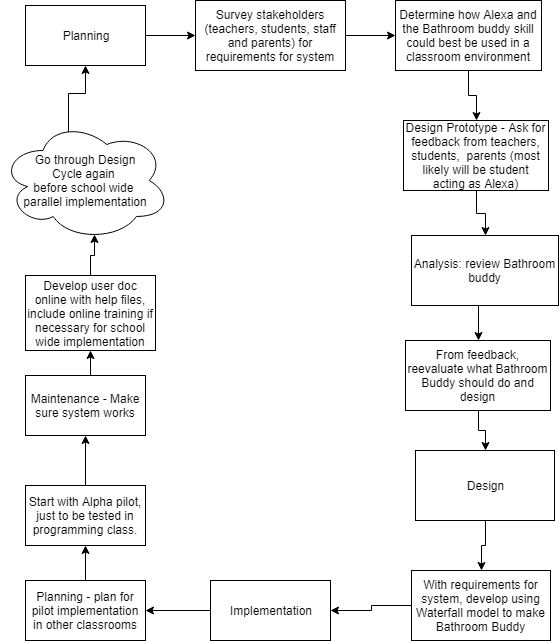 Planning
Survey stakeholders
(teachers, students, staff
and parents) for
requirements for system
Determine how Alexa and
the Bathroom buddy skill
could best be used in a
classroom environment
Design Prototype - Ask for
feedback from teachers,
students, parents (most
likely will be student
acting as Alexa)
Analysis: review Bathroom
buddy
From feedback,
reevaluate what Bathroom
Buddy should do and
design
Design
With requirements for
system, develop using
Waterfall model to make
Bathroom Buddy
Implementation
Planning - plan for
pilot implementation
in other classrooms
Start with Alpha pilot,
just to be tested in
programming class.
Maintenance - Make
sure system works
Develop user doc
online with help files,
include online training if
necessary for school
wide implementation
Go through Design
Cycle again
before school wide
parallel implementation